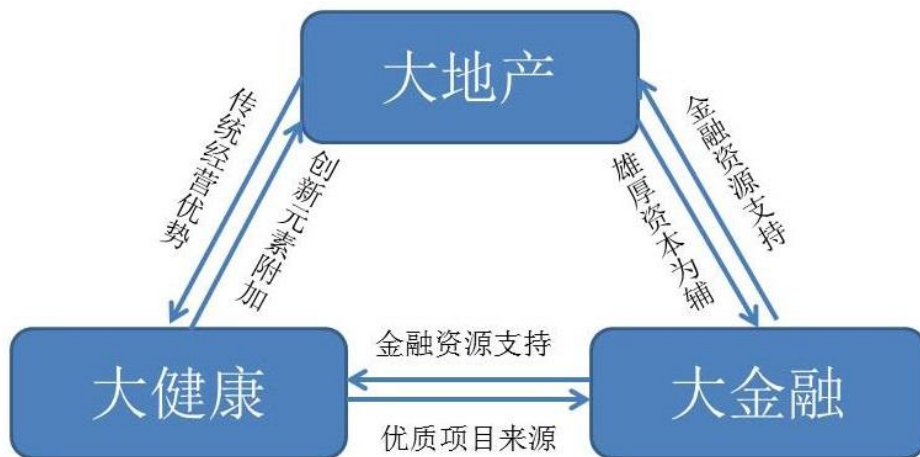 大地产
传统经营优势
创新元素附加
雄厚资本为辅
金融资源支持
大健康
金融资源支持
优质项目来源
大金融